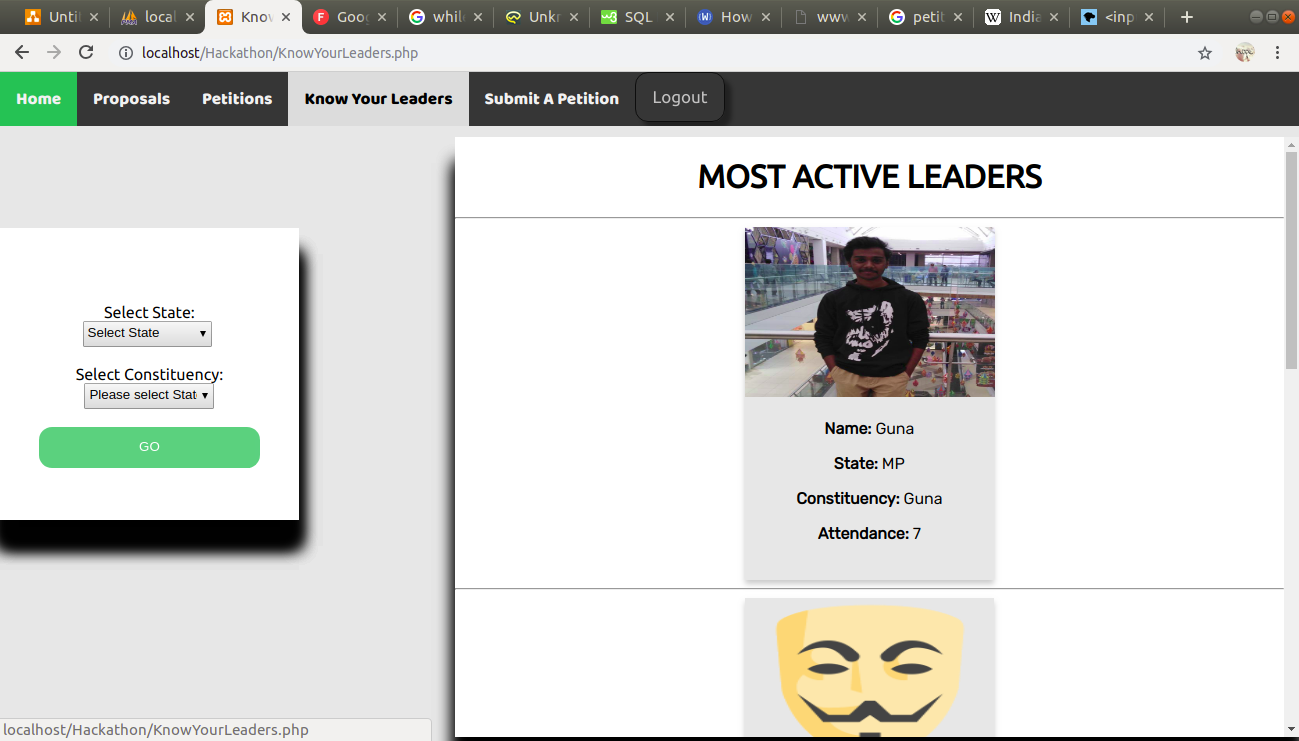 Unti
local
Know
Goog
while
Unkr
SQL
How
www
petit
India
<inp
localhost/Hackathon/KnowYourLeaders.php
Home
Proposals
Petitions
Know Your Leaders
Submit A Petition
Logout
MOST ACTIVE LEADERS
Select State:
Select State
Select Constituency:
Please select Stat
GO
Name: Guna
State: MP
Constituency: Guna
Attendance: 7
localhost/Hackathon/KnowYourLeaders.php